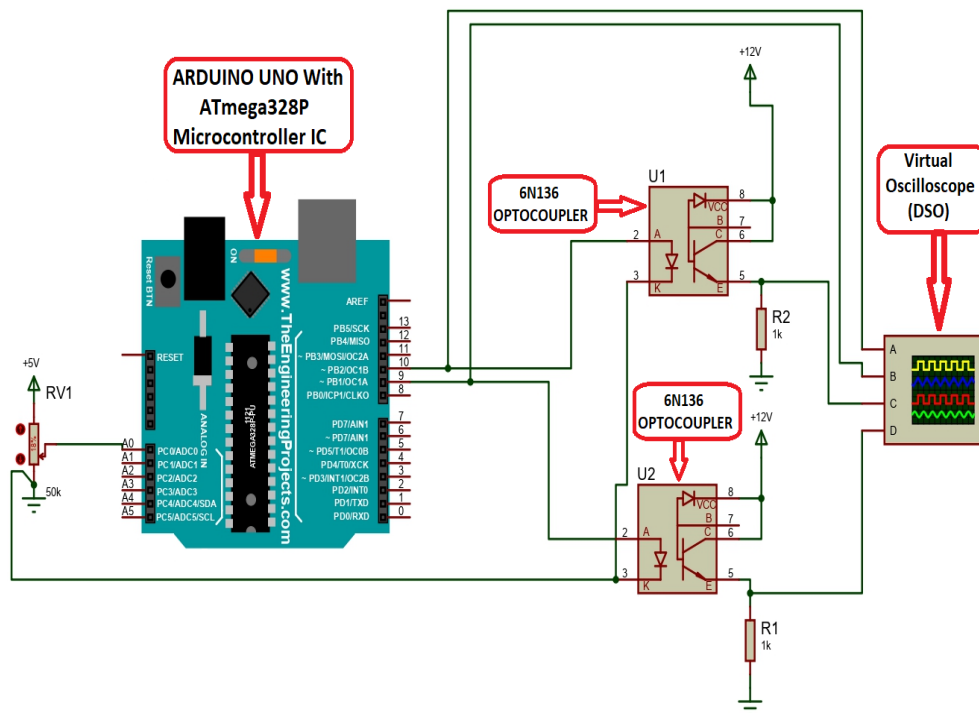 ARDUINO UNO With
ATmega328P
Microcontroller IC
+12V
Virtual
Oscilloscope
(DSO)
U1
6N136
OPTOCOUPLER
2
A
3
K
VCC
8
B
7
C
6
E
5
R2
1k
A
B
C
D
ON
Reset BTN
www.TheEngineeringProjects.com
AREF
PB5/SCK
13
PB4/MISO
12
~ PB3/MOSI/OC2A
11
~ PB2/OC1B
10
~ PB1/OC1A
9
PB0/ICP1/CLKO
8
RESET
ANALOG IN
ATMEGA328P-PU
1121
PD7/AIN1
7
~ PD7/AIN1
6
~ PD5/T1/OC0B
5
PD4/T0/XCK
4
~ PD3/INT1/OC2B
3
PD2/INT0
2
PD1/TXD
1
PD0/RXD
0
A0
PC0/ADC0
A1
PC1/ADC1
A2
PC2/ADC2
A3
PC3/ADC3
A4
PC4/ADC4/SDA
A5
PC5/ADC5/SCL
+5V
RV1
18%
50k
6N136
OPTOCOUPLER
+12V
U2
2
A
3
K
VCC
8
B
7
C
6
E
5
R1
1k